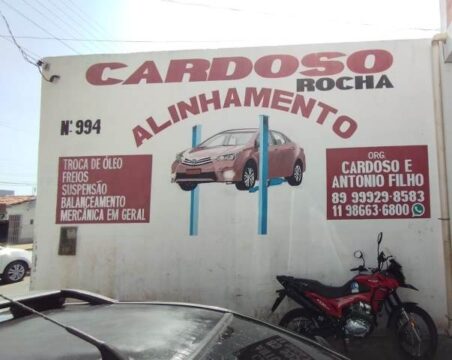 CARDOSO
ROCHA
ALINHAMENTO
Nº 994
TROCA DE ÓLEO
FREIOS
SUSPENSÃO
BALANCEAMENTO
MERCÂNICA EM GERAL
ORG.
CARDOSO E
ANTONIO FILHO
89 99929-8583
11 98663-6800